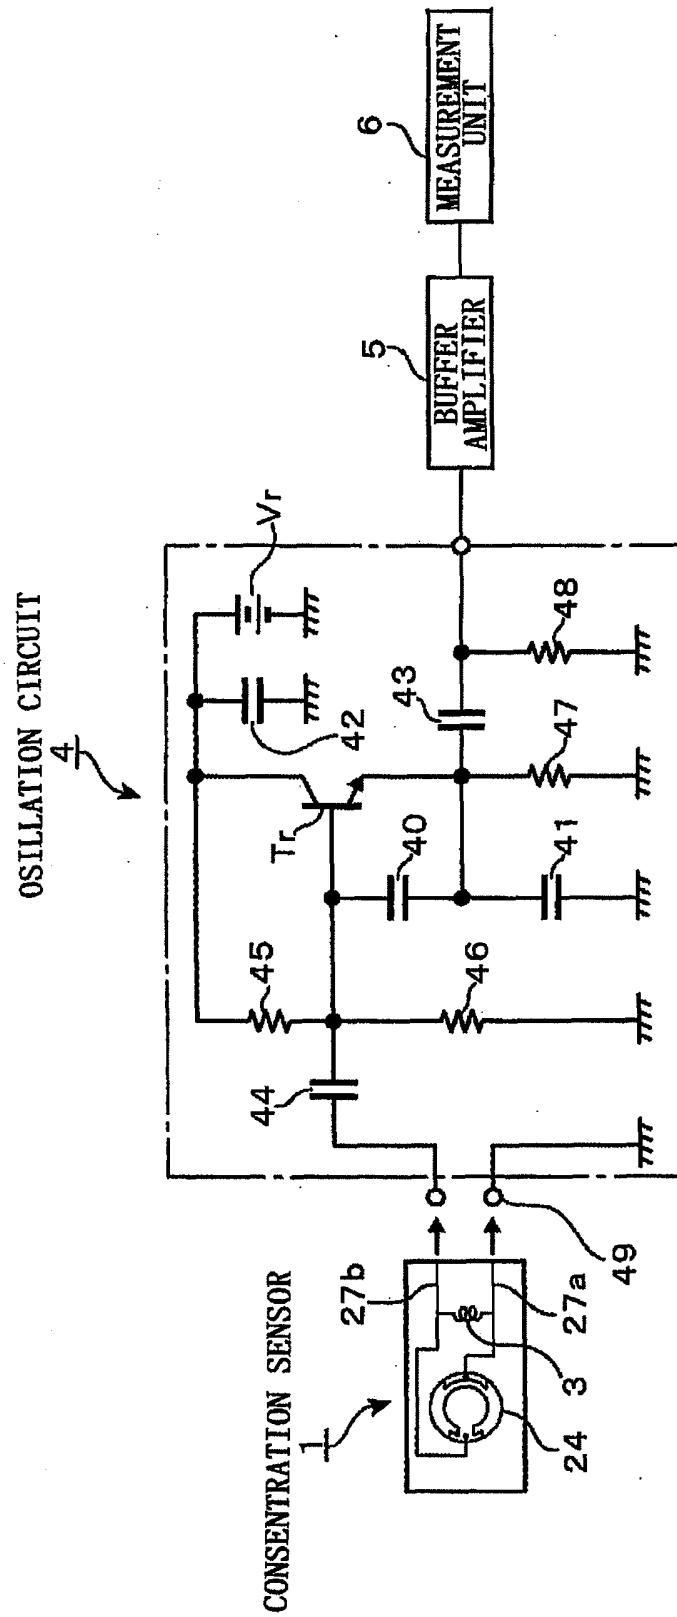 OSILLATION CIRCUIT
4
CONSENTRATION SENSOR
1
27b
27a
3
24
49
44
45
46
Tr
40
41
42
Vr
43
47
48
5
BUFFER
AMPLIFIER
6
MEASUREMENT
UNIT